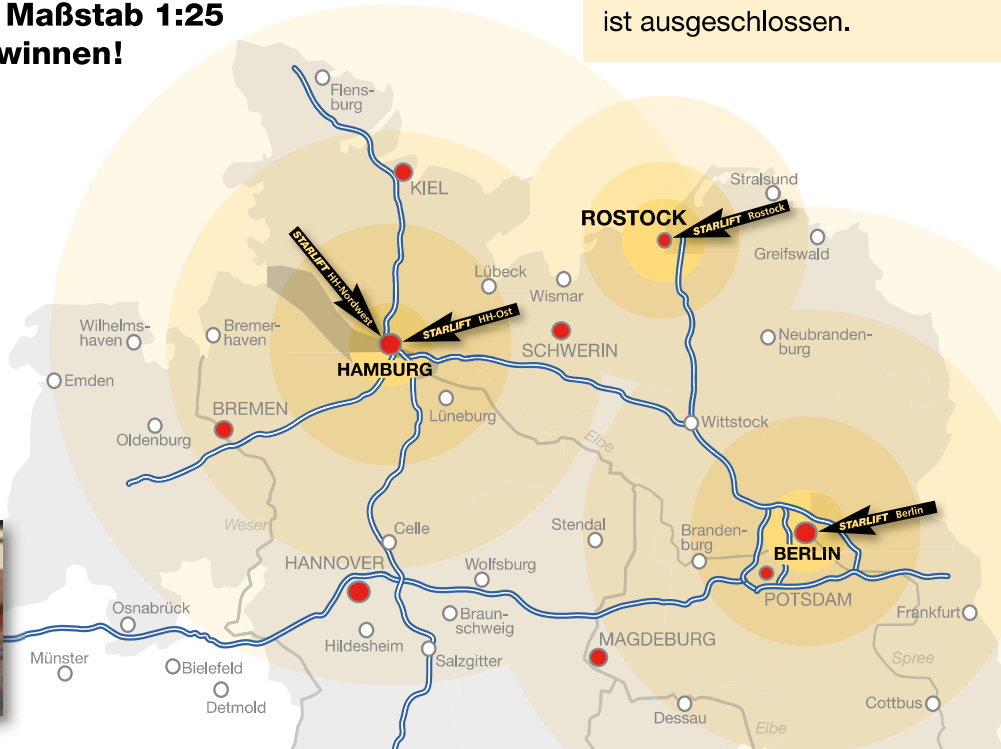 Maßstab 1:25
winnen!
ist ausgeschlossen.
Flens-
burg
KIEL
Stralsund
ROSTOCK
STARLIFT Rostock
Greifswald
STARLIFT HH-Nordwest
Lübeck
Wismar
STARLIFT HH-Ost
Wilhelms-
haven
Bremer-
haven
SCHWERIN
Neubranden-
burg
HAMBURG
Emden
BREMEN
Lüneburg
Oldenburg
Wittstock
Elbe
Weser
Celle
Stendal
Branden-
burg
STARLIFT Berlin
BERLIN
HANNOVER
Wolfsburg
POTSDAM
Osnabrück
Braun-
schweig
Frankfurt
Hildesheim
MAGDEBURG
Münster
Bielefeld
Salzgitter
Spree
Detmold
Dessau
Cottbus
Elbe